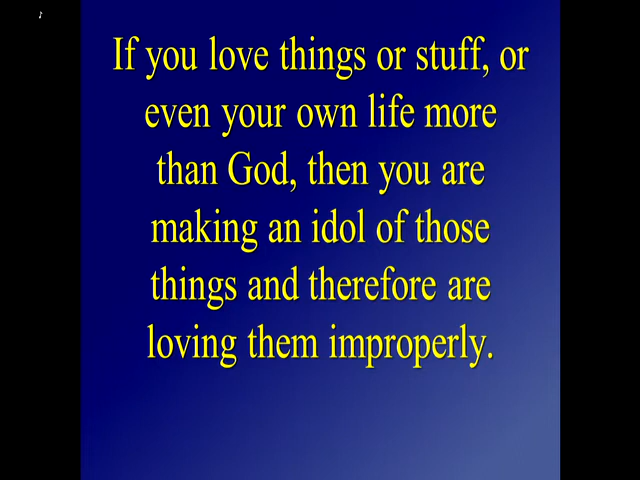 If you love things or stuff, or
even your own life more
than God, then you are
making an idol of those
things and therefore are
loving them improperly.